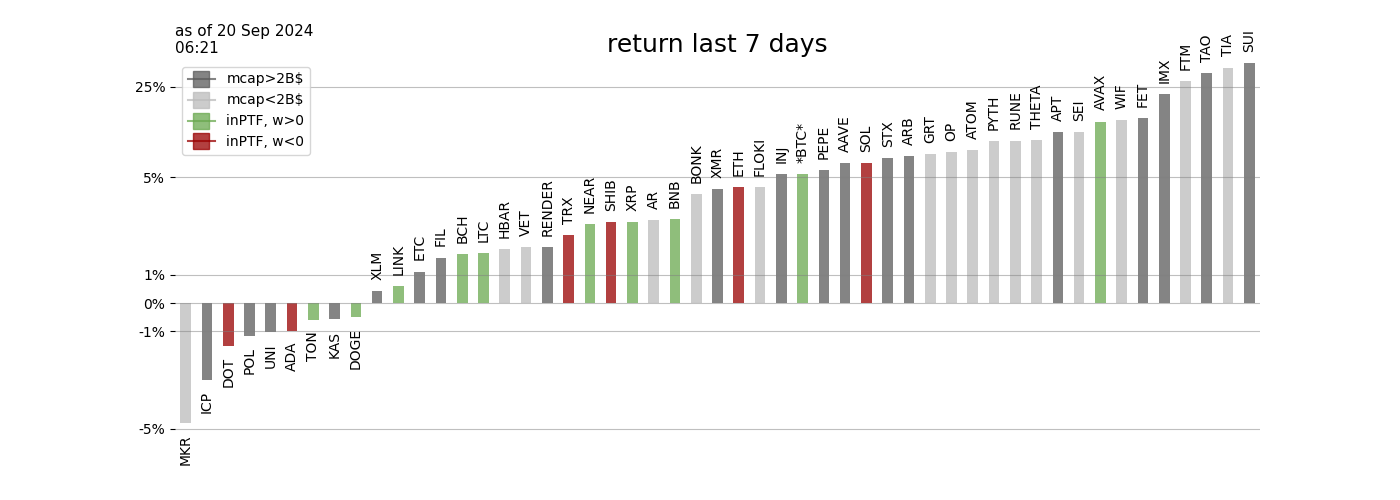 as of 20 Sep 2024
06:21
return last 7 days
mcap>2B$
mcap<2B$
inPTF, w>0
inPTF, w<0
25%
5%
1%
0%
-1%
-5%
MKR
ICP
DOT
POL
UNI
ADA
TON
KAS
DOGE
XLM
LINK
ETC
FIL
BCH
LTC
HBAR
VET
RENDER
TRX
NEAR
SHIB
XRP
AR
BNB
BONK
XMR
ETH
FLOKI
INJ
*BTC*
PEPE
AAVE
SOL
STX
ARB
GRT
OP
ATOM
PYTH
RUNE
THETA
APT
SEI
AVAX
WIF
FET
IMX
FTM
TAO
TIA
SUI